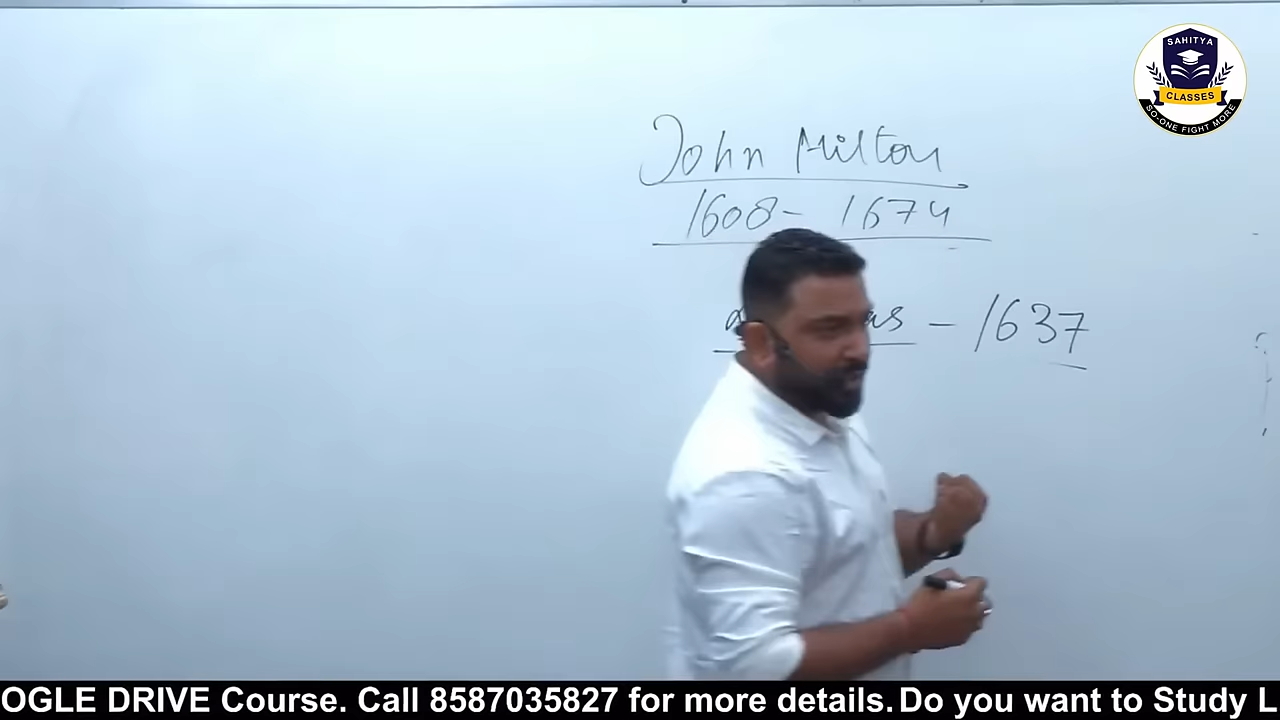 SAHITYA
CLASSES
SO-ONE FIGHT MORE
John Milton
1608 - 1674
as - 1637
OGLE DRIVE Course. Call 8587035827 for more details. Do you want to Study L